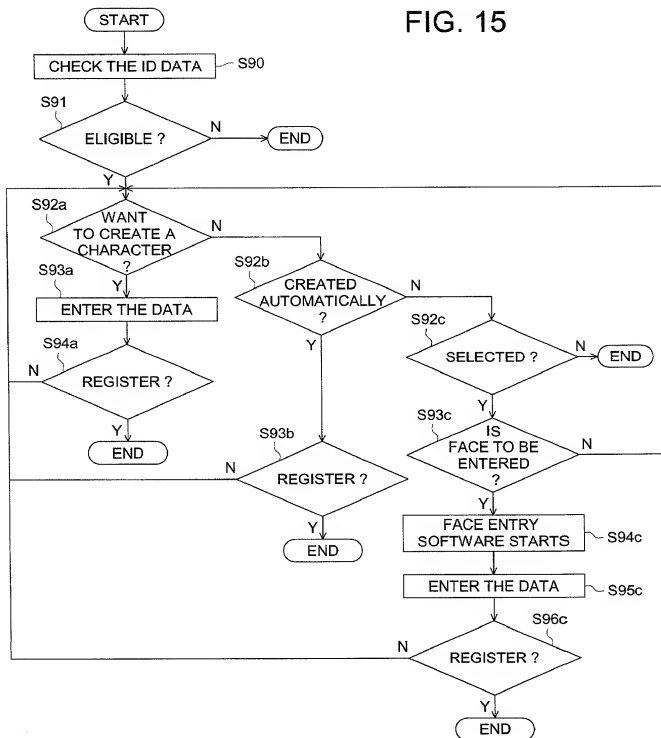 FIG. 15
START
CHECK THE ID DATA
S90
S91
ELIGIBLE ?
N
END
Y
S92a
WANT
TO CREATE A
CHARACTER
?
N
Y
S93a
ENTER THE DATA
S94a
N
REGISTER ?
Y
END
S92b
CREATED
AUTOMATICALLY
?
N
Y
S93b
N
REGISTER ?
Y
END
S92c
SELECTED ?
N
END
Y
S93c
IS
FACE TO BE
ENTERED
?
N
Y
FACE ENTRY
SOFTWARE STARTS
S94c
ENTER THE DATA
S95c
S96c
N
REGISTER ?
Y
END